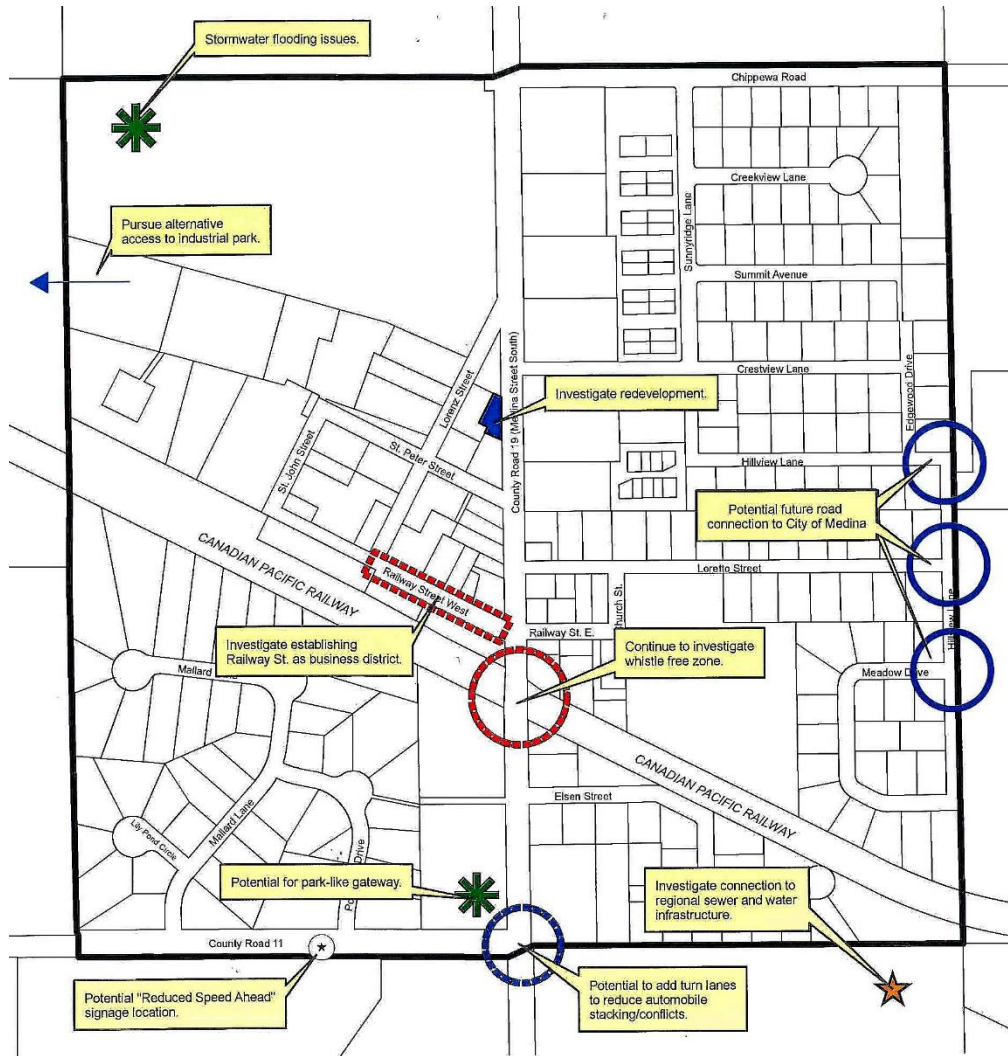 Stormwater flooding issues.
Chippewa Road
Creekview Lane
Sunnyridge Lane
Pursue alternative
access to industrial park.
Summit Avenue
County Road 19 (Medina Street South)
Crestview Lane
Edgewood Drive
Lorenz Street
Investigate redevelopment.
St. John Street
St. Peter Street
Hillview Lane
Potential future road
connection to City of Medina
CANADIAN PACIFIC RAILWAY
Railway Street West
Loretto Street
Church St.
Hillview Lane
Railway St. E.
Investigate establishing
Railway St. as business district.
Continue to investigate
whistle free zone.
Mallard
Meadow Drive
CANADIAN PACIFIC RAILWAY
Elsen Street
Mallard Lane
Lily Pond Circle
Drive
Potential for park-like gateway.
Investigate connection to
regional sewer and water
infrastructure.
County Road 11
Potential "Reduced Speed Ahead"
signage location.
Potential to add turn lanes
to reduce automobile
stacking/conflicts.